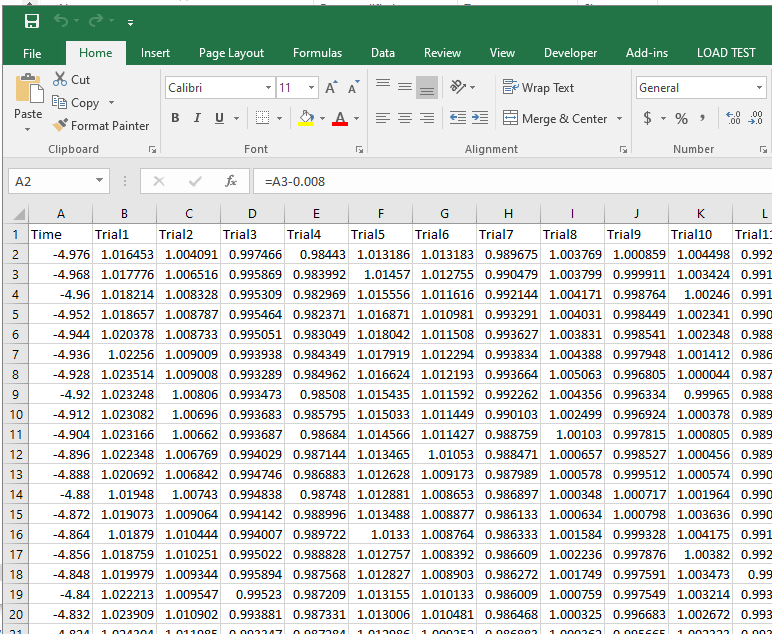 File Home Insert Page Layout Formulas Data Review View Developer Add-ins LOAD TEST
Cut
Copy
Format Painter
Paste
Calibri 11
B I U
Wrap Text
Merge & Center
General
$ % ,
Clipboard Font Alignment Number
A2 fx =A3-0.008
A B C D E F G H I J K L
1 Time Trial1 Trial2 Trial3 Trial4 Trial5 Trial6 Trial7 Trial8 Trial9 Trial10
2 -4.976 1.016453 1.004091 0.997466 0.98443 1.013186 1.013183 0.989675 1.003769 1.000859 1.004498 0.992
3 -4.968 1.017776 1.006516 0.995869 0.983992 1.01457 1.012755 0.990479 1.003799 0.999911 1.003424 0.991
4 -4.96 1.018214 1.008328 0.995309 0.982969 1.015556 1.011616 0.992144 1.004171 0.998764 1.00246 0.991
5 -4.952 1.018657 1.008787 0.995464 0.982371 1.016871 1.010981 0.993291 1.004031 0.998449 1.002341 0.990
6 -4.944 1.020378 1.008733 0.995051 0.983049 1.018042 1.011508 0.993627 1.003831 0.998541 1.002348 0.988
7 -4.936 1.02256 1.009009 0.993938 0.984349 1.017919 1.012294 0.993834 1.004388 0.997948 1.001412 0.986
8 -4.928 1.023514 1.009008 0.993289 0.984962 1.016624 1.012193 0.993664 1.005063 0.996805 1.000044 0.987
9 -4.92 1.023248 1.00806 0.993473 0.98508 1.015435 1.011592 0.992262 1.004356 0.996334 0.99965 0.988
10 -4.912 1.023082 1.00696 0.993683 0.985795 1.015033 1.011449 0.990103 1.002499 0.996924 1.000378 0.989
11 -4.904 1.023166 1.00662 0.993687 0.98684 1.014566 1.011427 0.988759 1.00103 0.997815 1.000805 0.989
12 -4.896 1.022348 1.006769 0.994029 0.987144 1.013465 1.01053 0.988471 1.000657 0.998527 1.000456 0.989
13 -4.888 1.020692 1.006842 0.994746 0.986883 1.012628 1.009173 0.987989 1.000578 0.999512 1.000574 0.990
14 -4.88 1.01948 1.00743 0.994838 0.98748 1.012881 1.008653 0.986897 1.000348 1.000717 1.001964 0.990
15 -4.872 1.019073 1.009064 0.994142 0.988996 1.013488 1.008877 0.986133 1.000634 1.000798 1.003636 0.990
16 -4.864 1.01879 1.010444 0.994007 0.989722 1.0133 1.008764 0.986333 1.001584 0.999328 1.004175 0.991
17 -4.856 1.018759 1.010251 0.995022 0.988828 1.012757 1.008392 0.986609 1.002236 0.997876 1.00382 0.992
18 -4.848 1.019979 1.009344 0.995894 0.987568 1.012827 1.008903 0.986272 1.001749 0.997591 1.003473 0.99
19 -4.84 1.022213 1.009547 0.99523 0.987209 1.013155 1.010133 0.986009 1.000759 0.997549 1.003214 0.993
20 -4.832 1.023909 1.010902 0.993881 0.987331 1.013006 1.010481 0.986468 1.000325 0.996683 1.002672 0.993